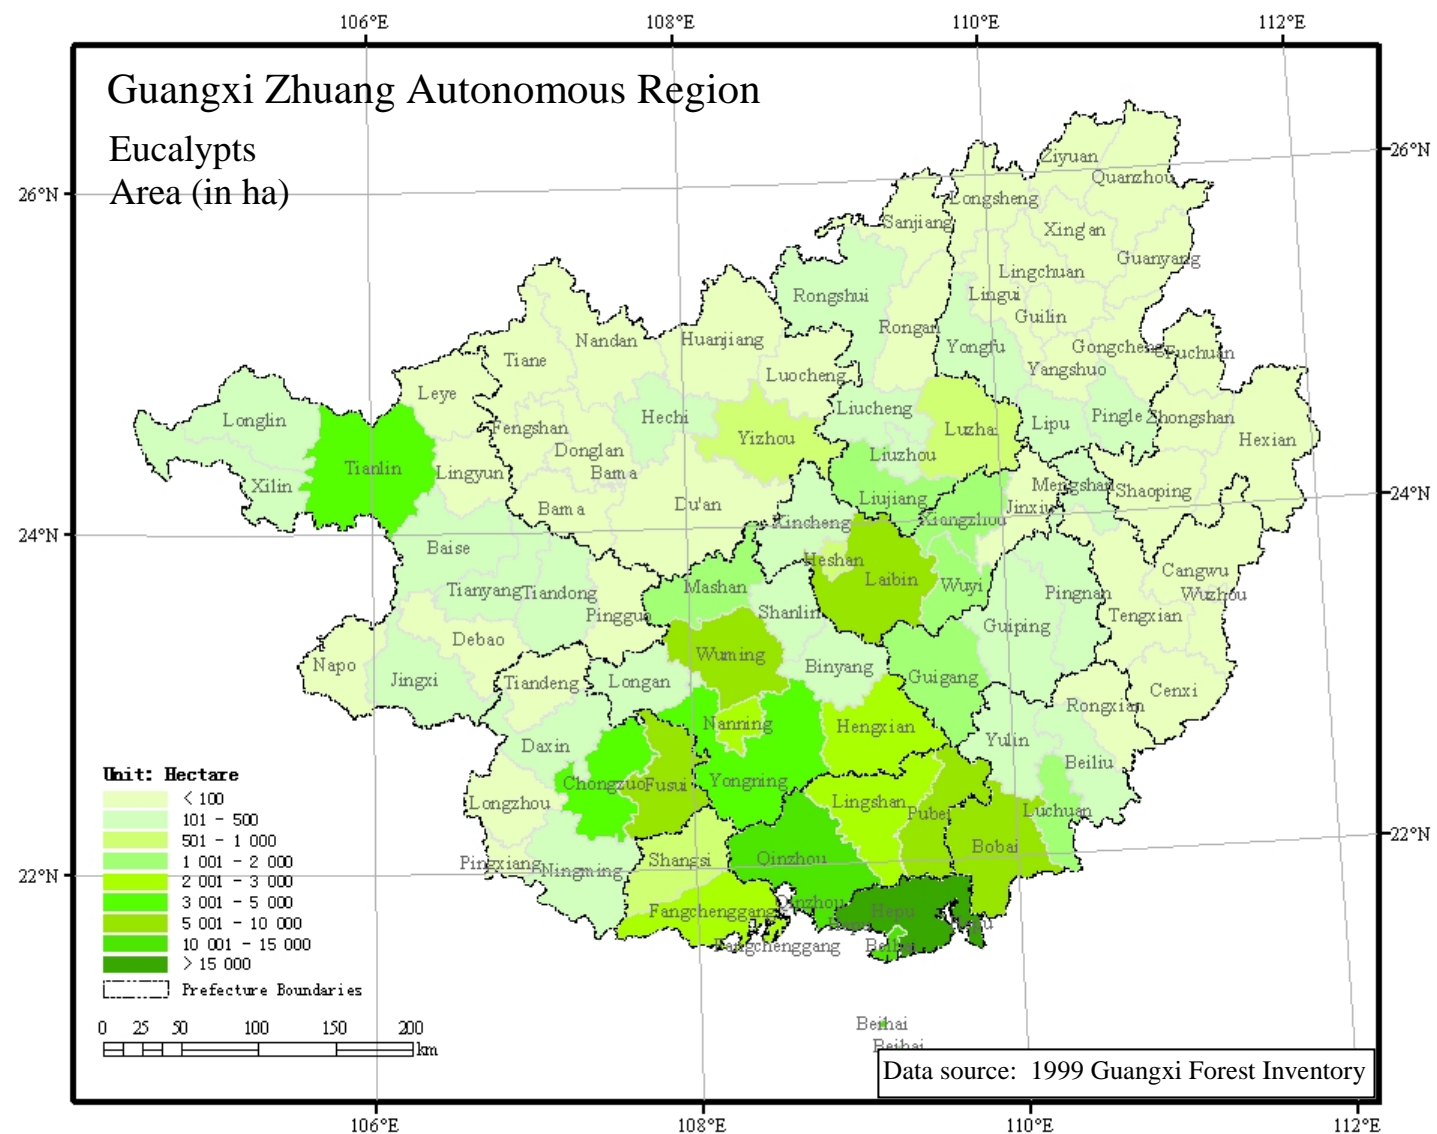 106°E 108°E 110°E 112°E
Guangxi Zhuang Autonomous Region
Eucalypts
Area (in ha)
26°N
26°N
Ziyuan
Quanzhou
Longsheng
Sanjiang
Xing'an
Guanyang
Lingchuan
Rongshui
Lingui
Guilin
Rongan
Nandan
Huanjiang
Yongfu
Gongcheng
Fuchuan
Tiane
Yangshuo
Luocheng
Leye
Liucheng
Longlin
Hechi
Lipu
Pingle
Zhongshan
Fengshan
Yizhou
Luzhai
Hexian
Donglan
Liuzhou
Tianlin
Lingyun
Bama
Xilin
Mengshan
Shaoping
24°N
Liujiang
Du'an
Jinxiu
Bama
Xincheng
Xiangzhou
24°N
Baise
Heshan
Laibin
Cangwu
Tianyang
Tiandong
Mashan
Wuyi
Pingnan
Wuzhou
Pingguo
Shanlin
Tengxian
Guiping
Debao
Wuming
Napo
Binyang
Jingxi
Tiandeng
Longan
Guigang
Cenxi
Rongxian
Nanning
Hengxian
Daxin
Yulin
Beiliu
Chongzuo
Fusui
Yongning
Longzhou
Lingshan
Pubei
Luchuan
22°N
Bobai
Pingxiang
Ningming
Shangsi
Qinzhou
22°N
Fangchenggang
Qinzhou
Hepu
Hepu
Hepu
Fangchenggang
Beihai
Beihai
Beihai
Unit: Hectare
< 100
101 - 500
501 - 1 000
1 001 - 2 000
2 001 - 3 000
3 001 - 5 000
5 001 - 10 000
10 001 - 15 000
> 15 000
Prefecture Boundaries
0 25 50 100 150 200
km
Data source: 1999 Guangxi Forest Inventory
106°E 108°E 110°E 112°E